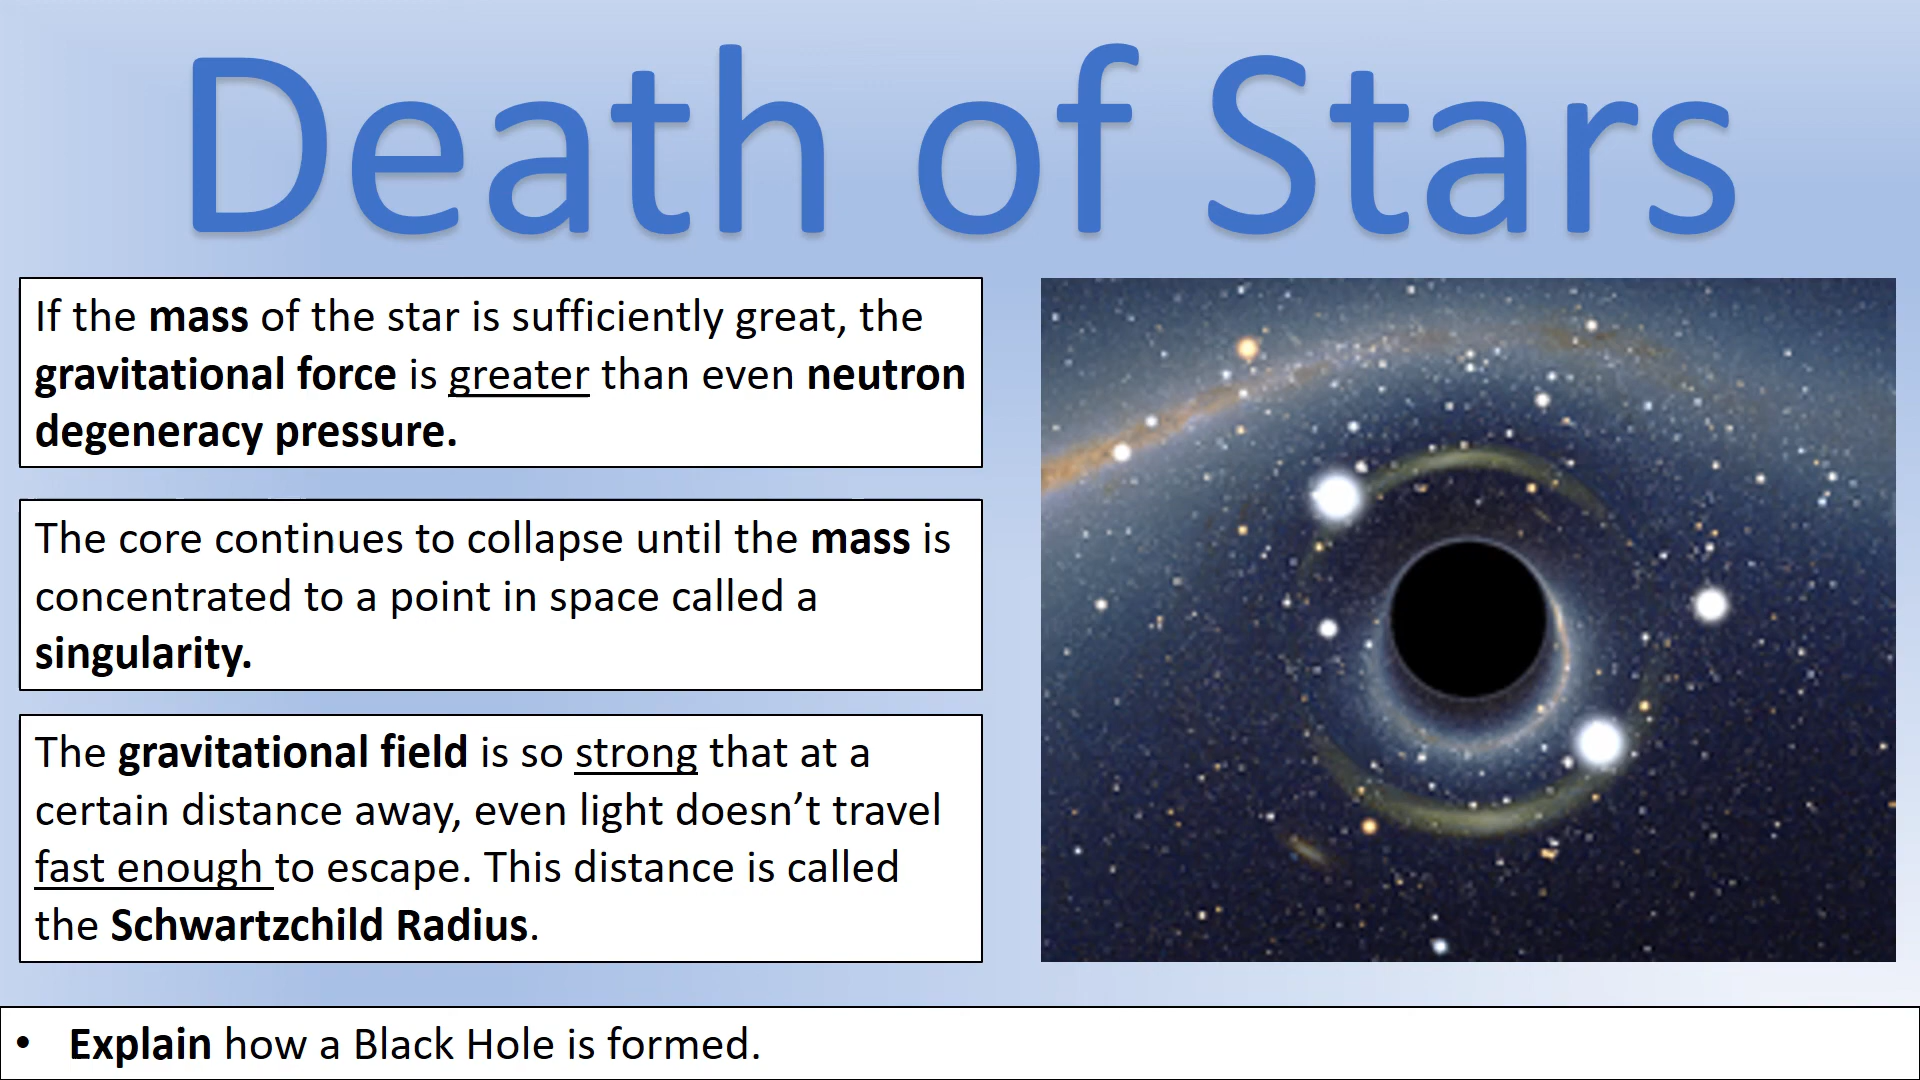 Death of Stars
If the mass of the star is sufficiently great, the
gravitational force is greater than even neutron
degeneracy pressure.
The core continues to collapse until the mass is
concentrated to a point in space called a
singularity.
The gravitational field is so strong that at a
certain distance away, even light doesn’t travel
fast enough to escape. This distance is called
the Schwartzchild Radius.
• Explain how a Black Hole is formed.